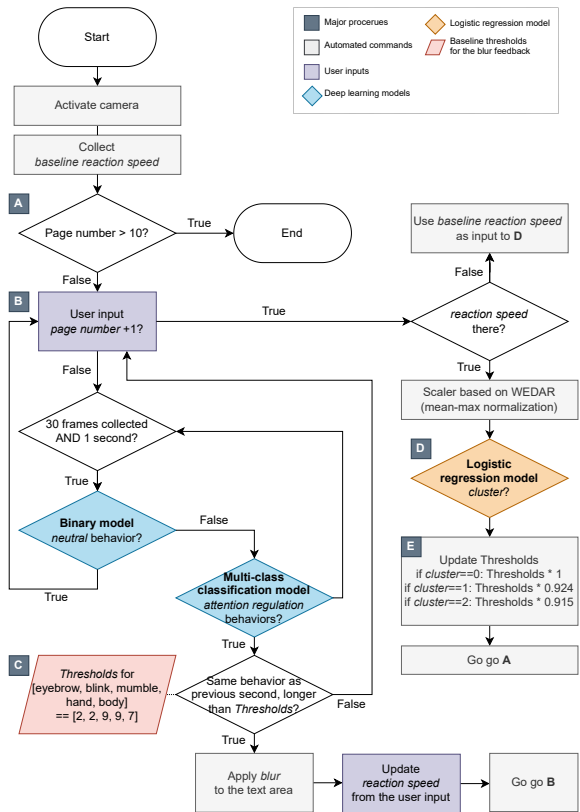 Start
Major procerues
Automated commands
User inputs
Deep learning models
Logistic regression model
Baseline thresholds
for the blur feedback
Activate camera
Collect
baseline reaction speed
A
Page number > 10?
True
End
False
Use baseline reaction speed
as input to D
False
B
User input
page number +1?
True
reaction speed
there?
False
True
30 frames collected
AND 1 second?
Scaler based on WEDAR
(mean-max normalization)
True
D
Logistic
regression model
cluster?
Binary model
neutral behavior?
False
True
Multi-class
classification model
attention regulation
behaviors?
E
Update Thresholds
if cluster==0: Thresholds * 1
if cluster==1: Thresholds * 0.924
if cluster==2: Thresholds * 0.915
True
Go go A
C
Thresholds for
[eyebrow, blink, mumble,
hand, body]
== [2, 2, 9, 9, 7]
Same behavior as
previous second, longer
than Thresholds?
False
True
Apply blur
to the text area
Update
reaction speed
from the user input
Go go B